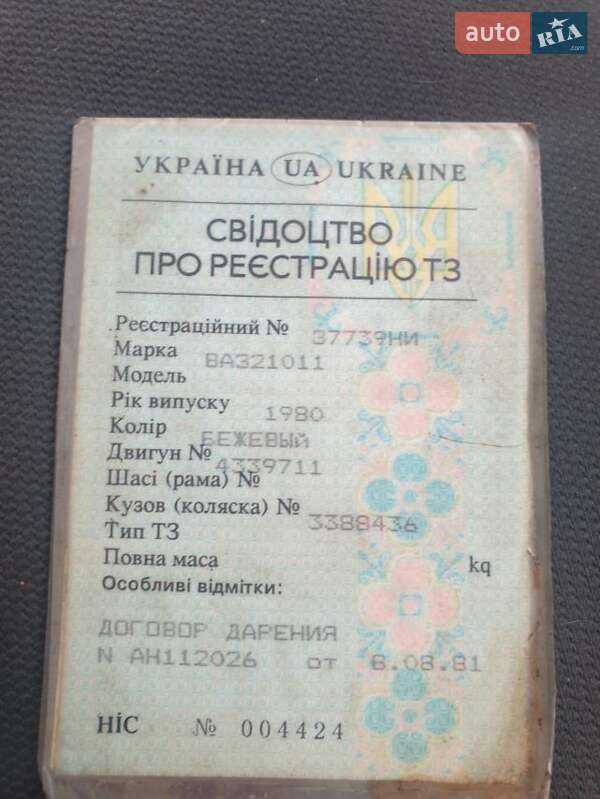 auto RIA .com
УКРАЇНА UA UKRAINE
СВІДОЦТВО
ПРО РЕЄСТРАЦІЮ ТЗ
Реєстраційний № 37739НИ
Марка ВАЗ21011
Модель
Рік випуску 1980
Колір БЕЖЕВЫЙ
Двигун № 4339711
Шасі (рама) №
Кузов (коляска) № 3388436
Тип ТЗ
Повна маса kq
Особливі відмітки:
ДОГОВОР ДАРЕНИЯ
N АН112026 от 8.08.81
НІС № 004424